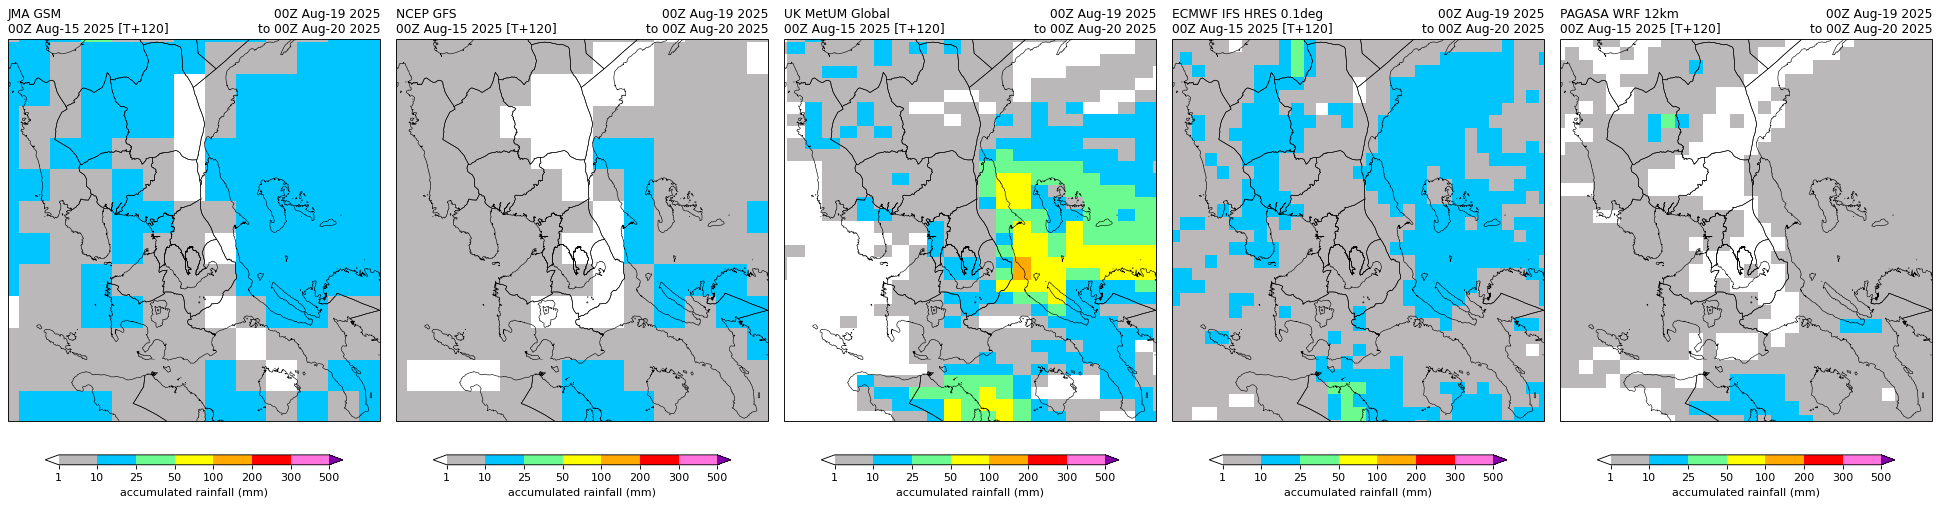 JMA GSM 00Z Aug-19 2025
00Z Aug-15 2025 [T+120] to 00Z Aug-20 2025
1 10 25 50 100 200 300 500
accumulated rainfall (mm)
NCEP GFS 00Z Aug-19 2025
00Z Aug-15 2025 [T+120] to 00Z Aug-20 2025
1 10 25 50 100 200 300 500
accumulated rainfall (mm)
UK MetUM Global 00Z Aug-19 2025
00Z Aug-15 2025 [T+120] to 00Z Aug-20 2025
1 10 25 50 100 200 300 500
accumulated rainfall (mm)
ECMWF IFS HRES 0.1deg 00Z Aug-19 2025
00Z Aug-15 2025 [T+120] to 00Z Aug-20 2025
1 10 25 50 100 200 300 500
accumulated rainfall (mm)
PAGASA WRF 12km 00Z Aug-19 2025
00Z Aug-15 2025 [T+120] to 00Z Aug-20 2025
1 10 25 50 100 200 300 500
accumulated rainfall (mm)